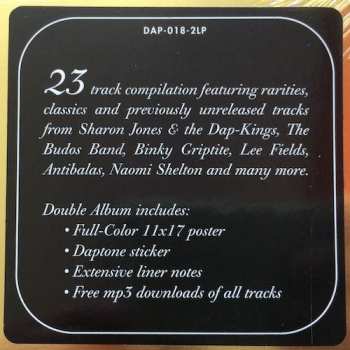 DAP-018-2LP
23 track compilation featuring rarities,
classics and previously unreleased tracks
from Sharon Jones & the Dap-Kings, The
Budos Band, Binky Griptite, Lee Fields,
Antibalas, Naomi Shelton and many more.
Double Album includes:
• Full-Color 11x17 poster
• Daptone sticker
• Extensive liner notes
• Free mp3 downloads of all tracks